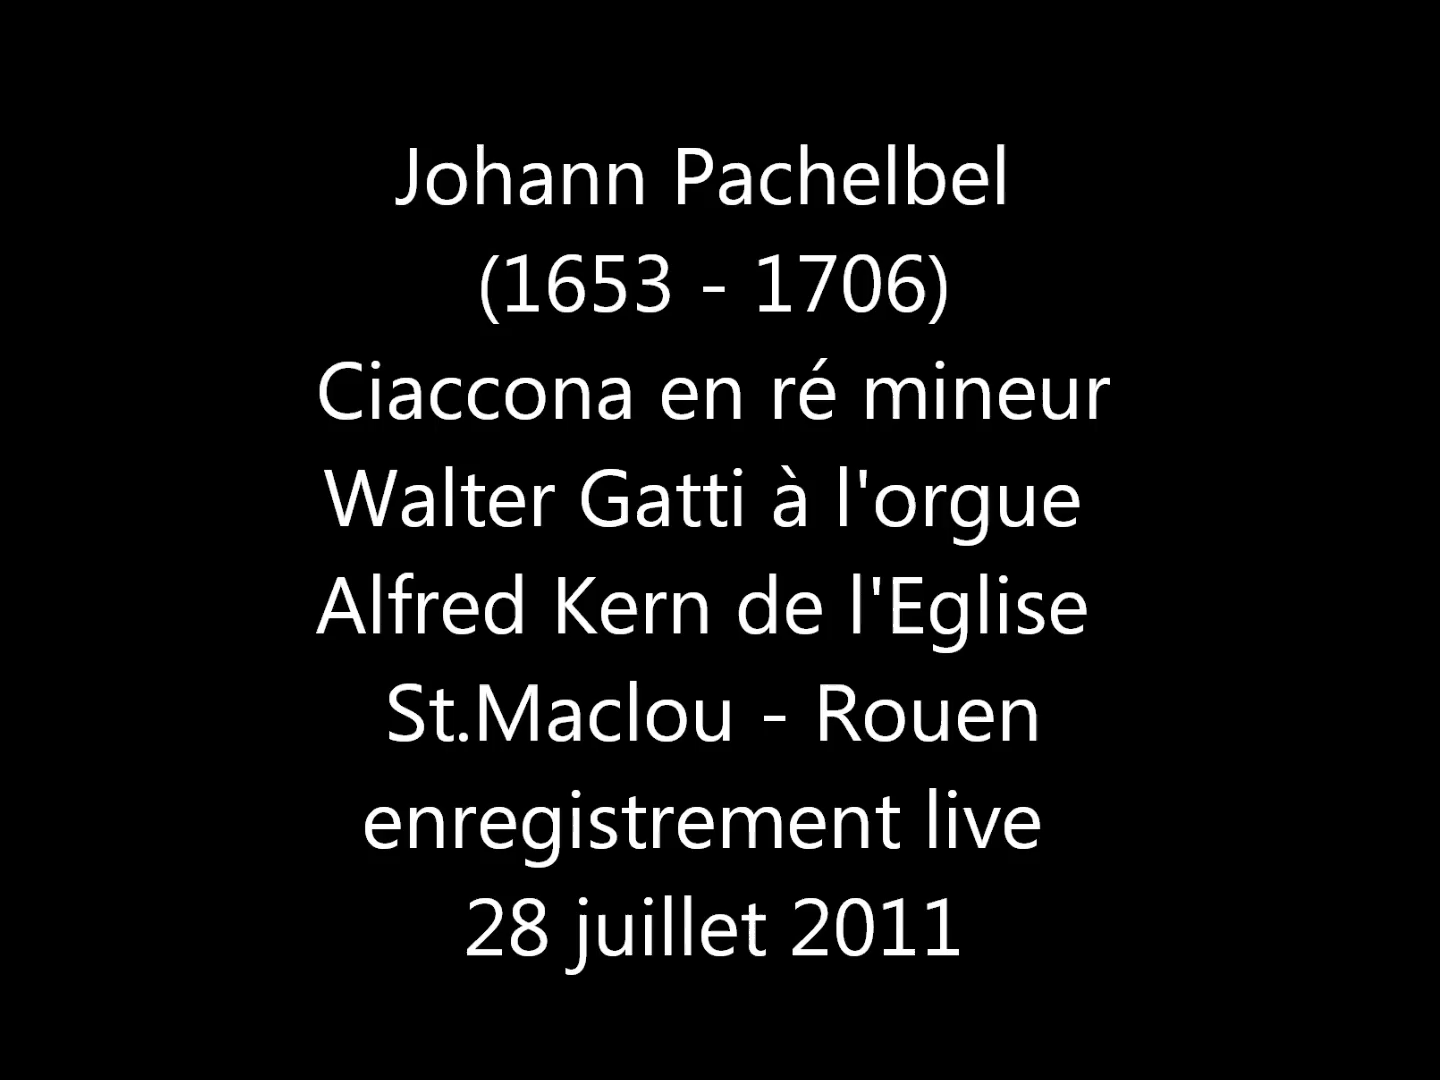 Johann Pachelbel
(1653 - 1706)
Ciaccona en ré mineur
Walter Gatti à l'orgue
Alfred Kern de l'Eglise
St.Maclou - Rouen
enregistrement live
28 juillet 2011